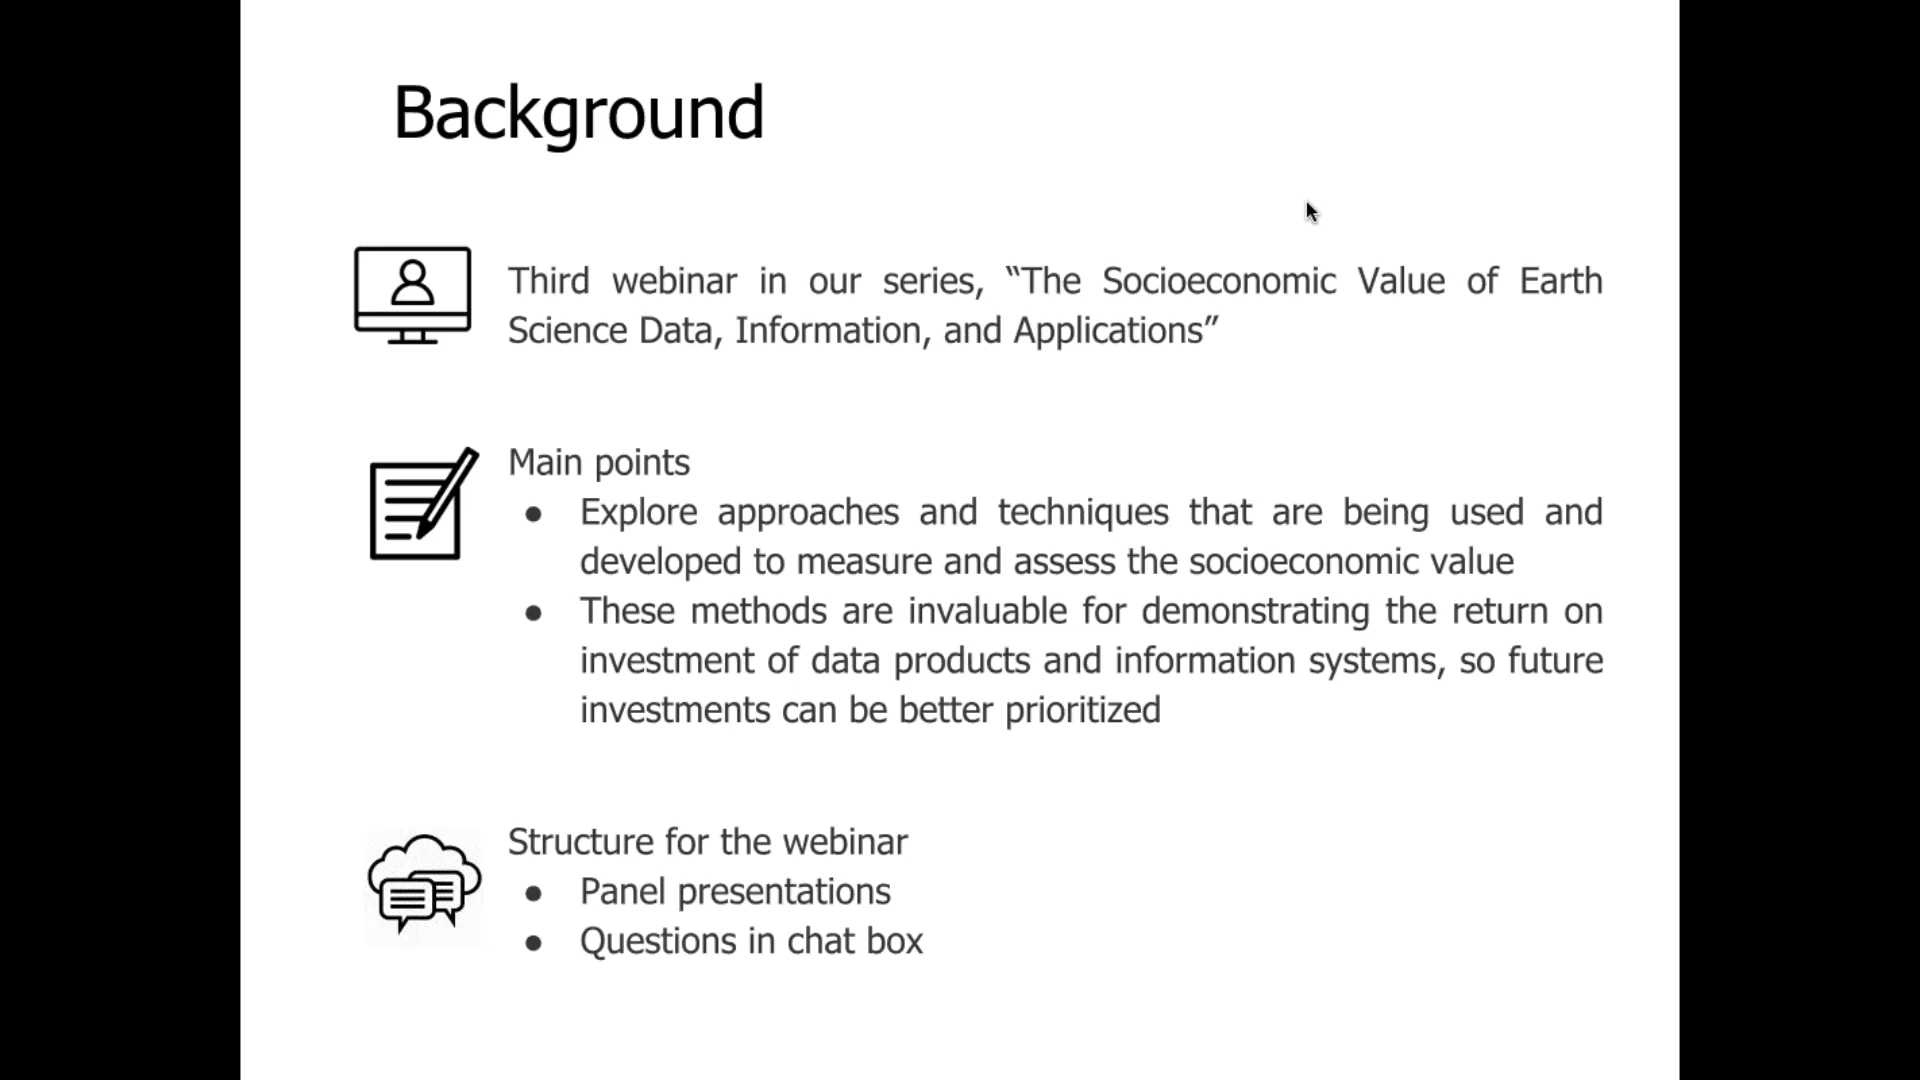 Background
Third webinar in our series, “The Socioeconomic Value of Earth
Science Data, Information, and Applications”
Main points
● Explore approaches and techniques that are being used and
developed to measure and assess the socioeconomic value
● These methods are invaluable for demonstrating the return on
investment of data products and information systems, so future
investments can be better prioritized
Structure for the webinar
● Panel presentations
● Questions in chat box